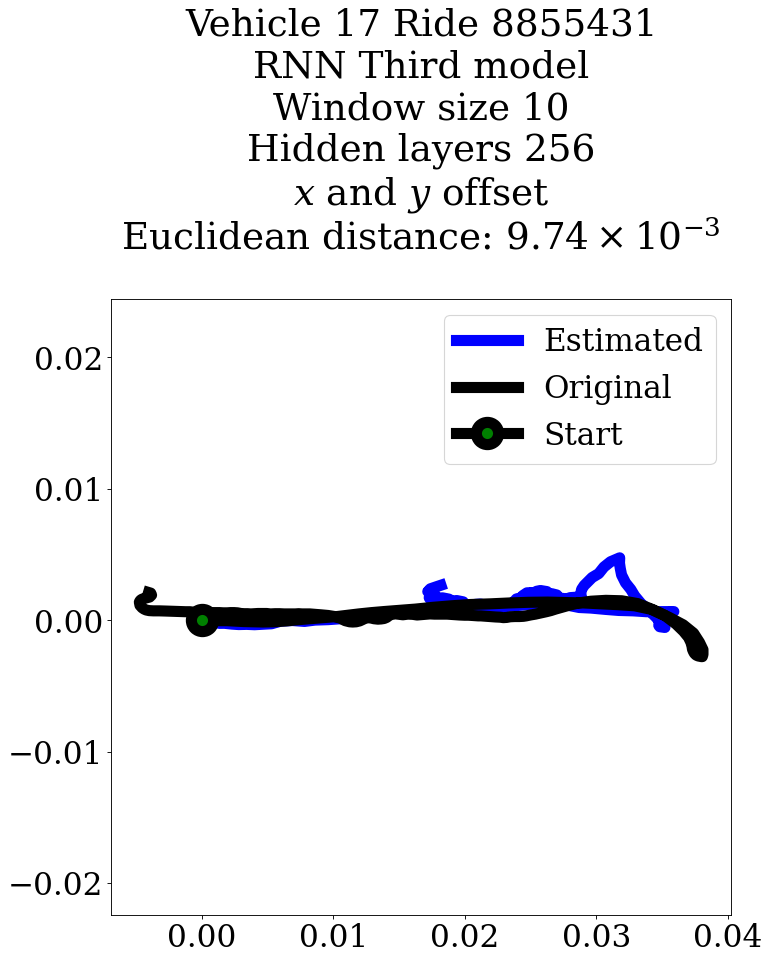 Vehicle 17 Ride 8855431
RNN Third model
Window size 10
Hidden layers 256
x and y offset
Euclidean distance: 9.74 × 10⁻³
Estimated
Original
Start
0.02
0.01
0.00
−0.01
−0.02
0.00 0.01 0.02 0.03 0.04